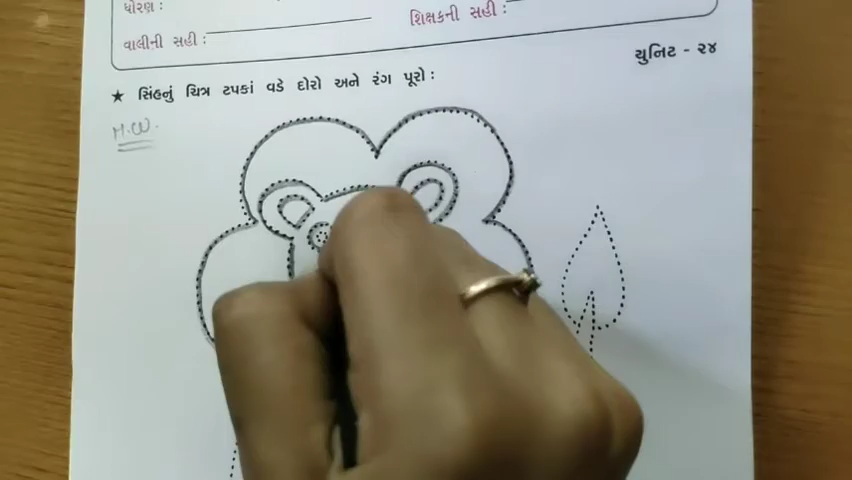 ધોરણ :
શિક્ષકની સહી :
વાલીની સહી :
યુનિટ - ૨૪
★ સિંહનું ચિત્ર ટપકાં વડે દોરો અને રંગ પૂરો :
H.W.